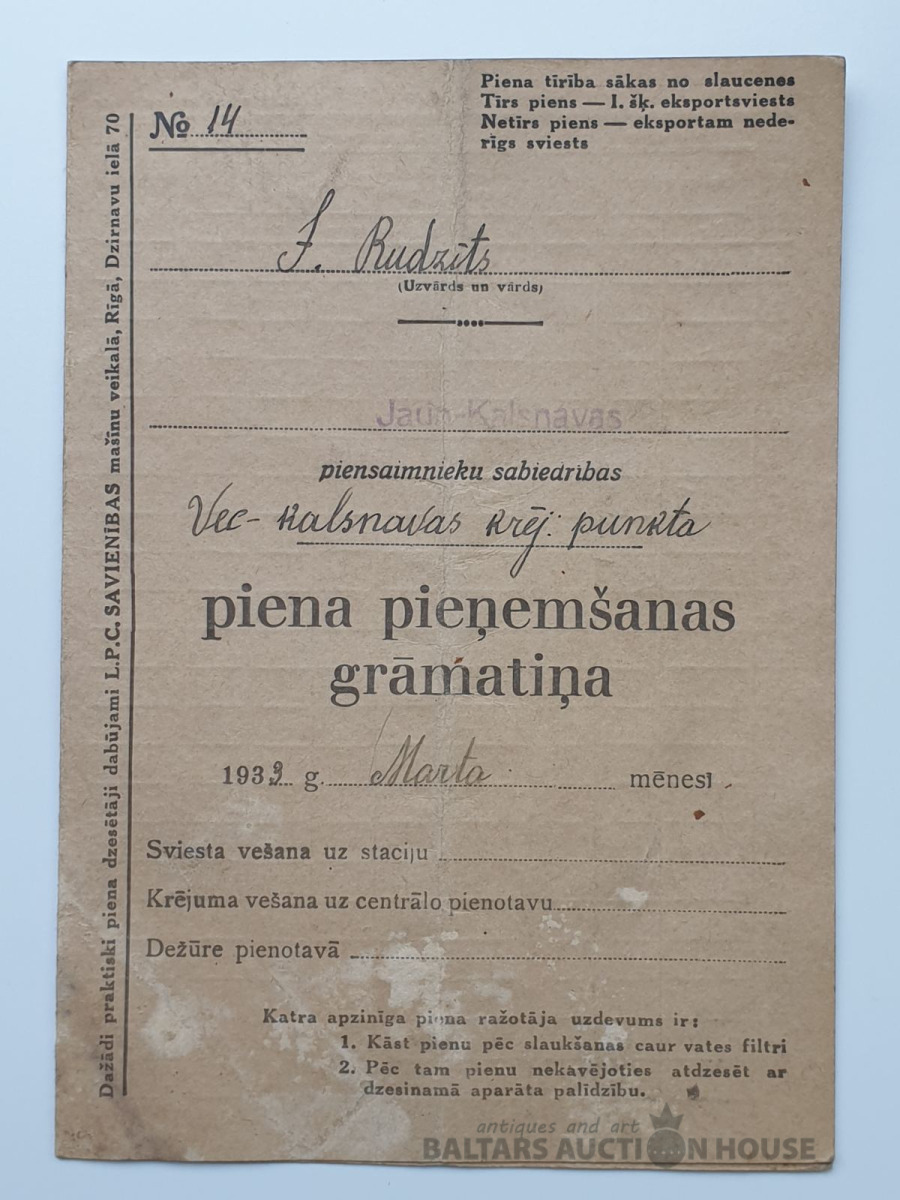 Piena tīrība sākas no slaucenes
Tīrs piens — I. šķ. eksportsviests
Netīrs piens — eksportam nede-
rīgs sviests
№ 14
J. Rudzīts
(Uzvārds un vārds)
Jaun-Kalsnavas
piensaimnieku sabiedrības
Vec-kalsnavas krēj. punkta
piena pieņemšanas
grāmatiņa
1933 g. Marta mēnesī
Sviesta vešana uz staciju
Krējuma vešana uz centrālo pienotavu
Dežūre pienotavā
Katra apzinīga piena ražotāja uzdevums ir:
1. Kāst pienu pēc slaukšanas caur vates filtri
2. Pēc tam pienu nekavējoties atdzesēt ar
dzesinamā aparāta palīdzību.
Dažādi praktiski piena dzesētāji dabūjami L.P.C. SAVIENĪBAS mašīnu veikalā, Rīgā, Dzirnavu ielā 70
antiques and art
BALTARS AUCTION HOUSE